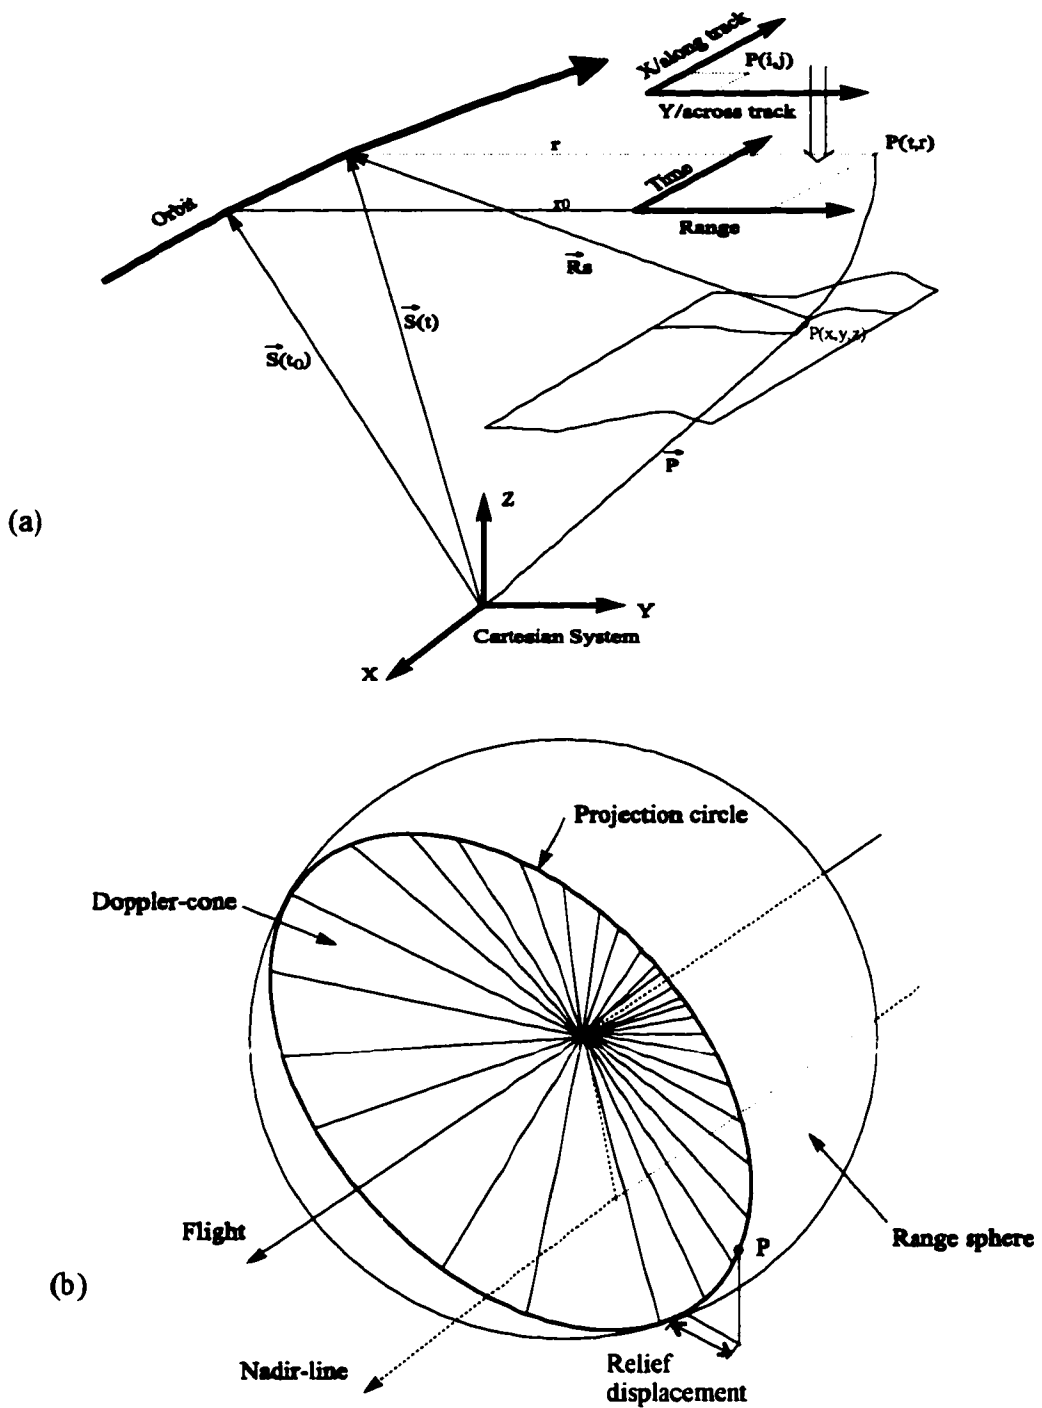 X/along track
P(i,j)
Y/across track
P(t,r)
r
Time
Orbit
r0
Range
Rs
S(t)
P(x,y,z)
S(t0)
P
(a)
Z
Y
Cartesian System
X
Projection circle
Doppler-cone
Flight
P
Range sphere
(b)
Nadir-line
Relief
displacement